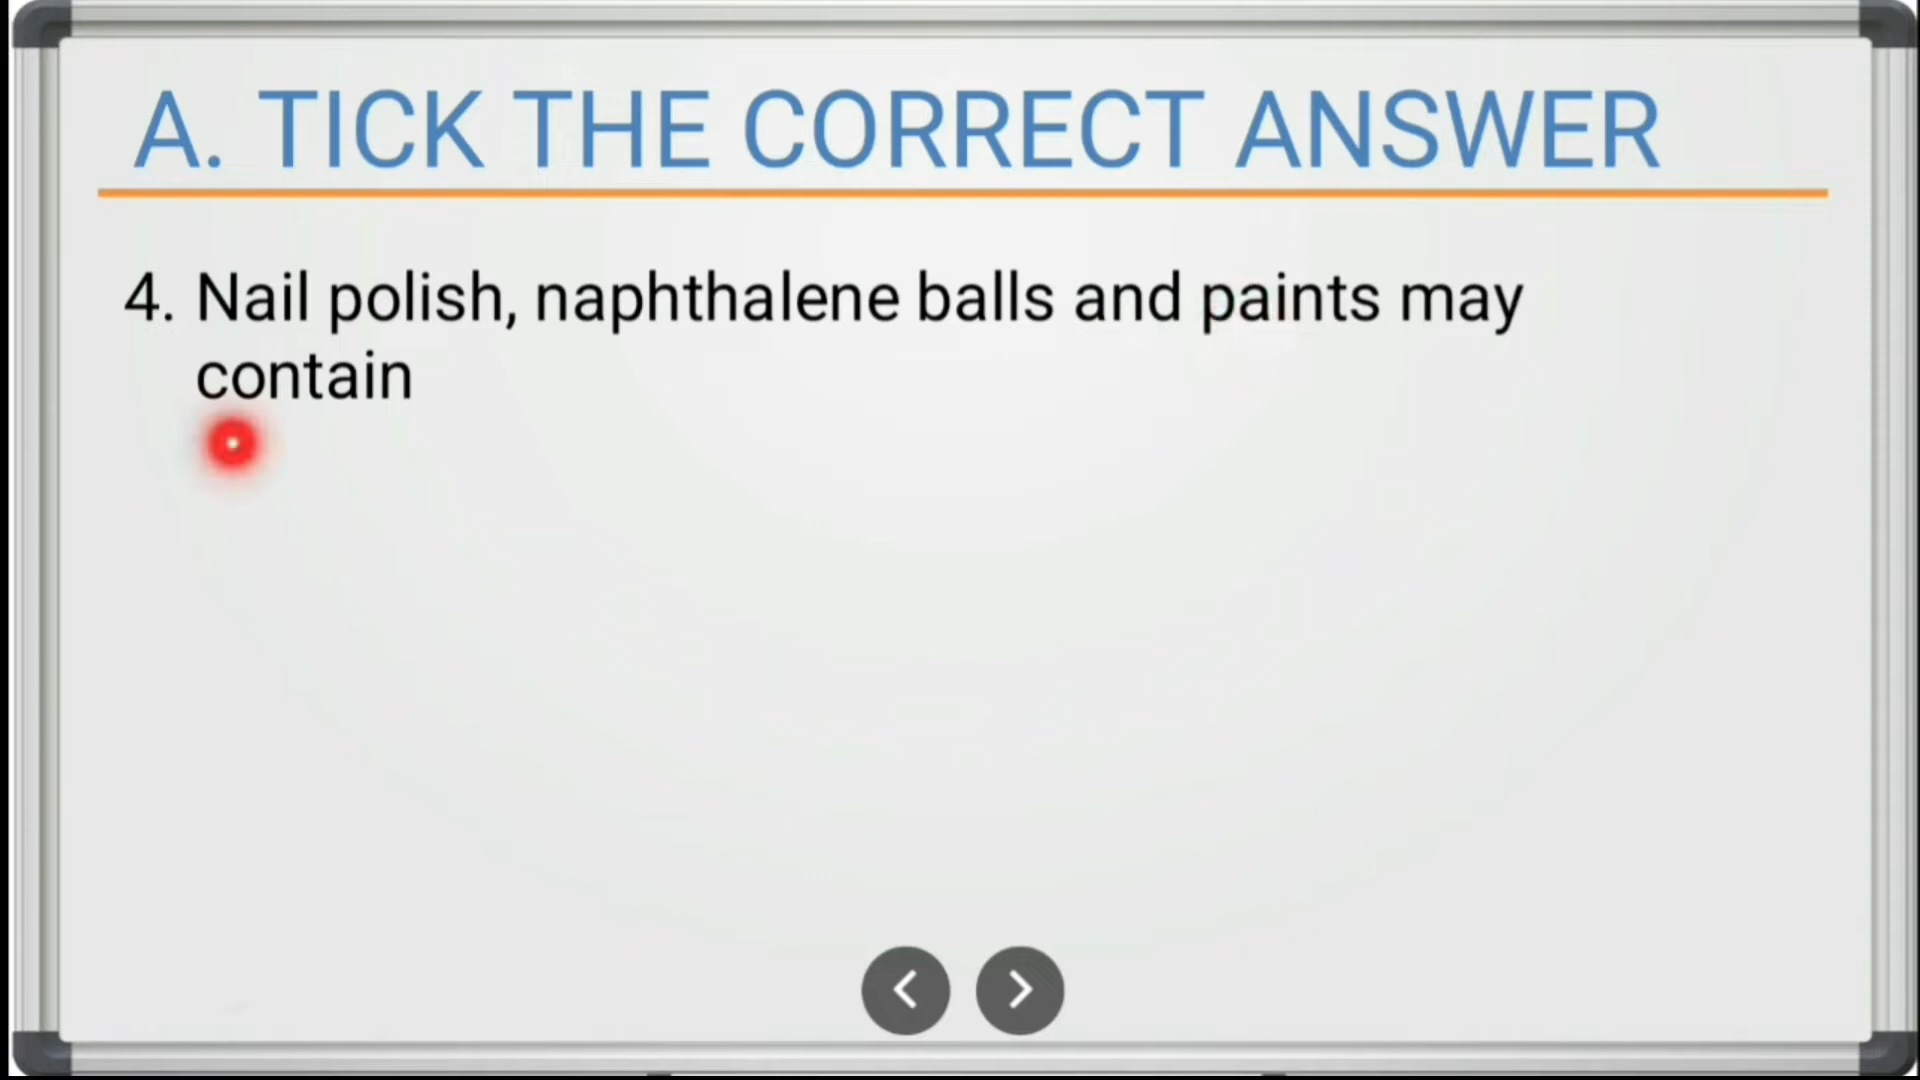 A. TICK THE CORRECT ANSWER
4. Nail polish, naphthalene balls and paints may
contain